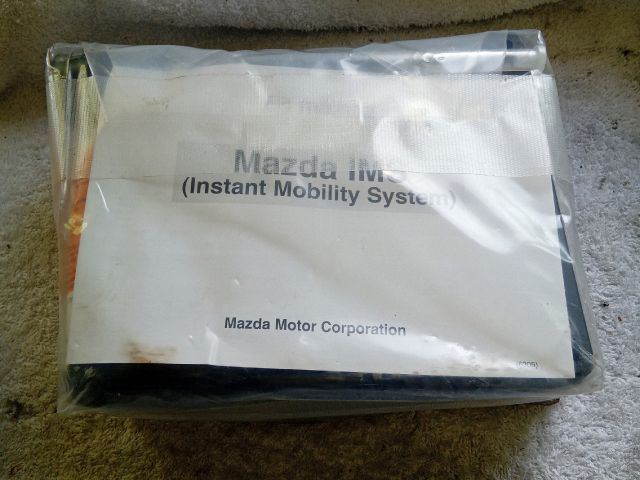 Mazda IMS
(Instant Mobility System)
Mazda Motor Corporation